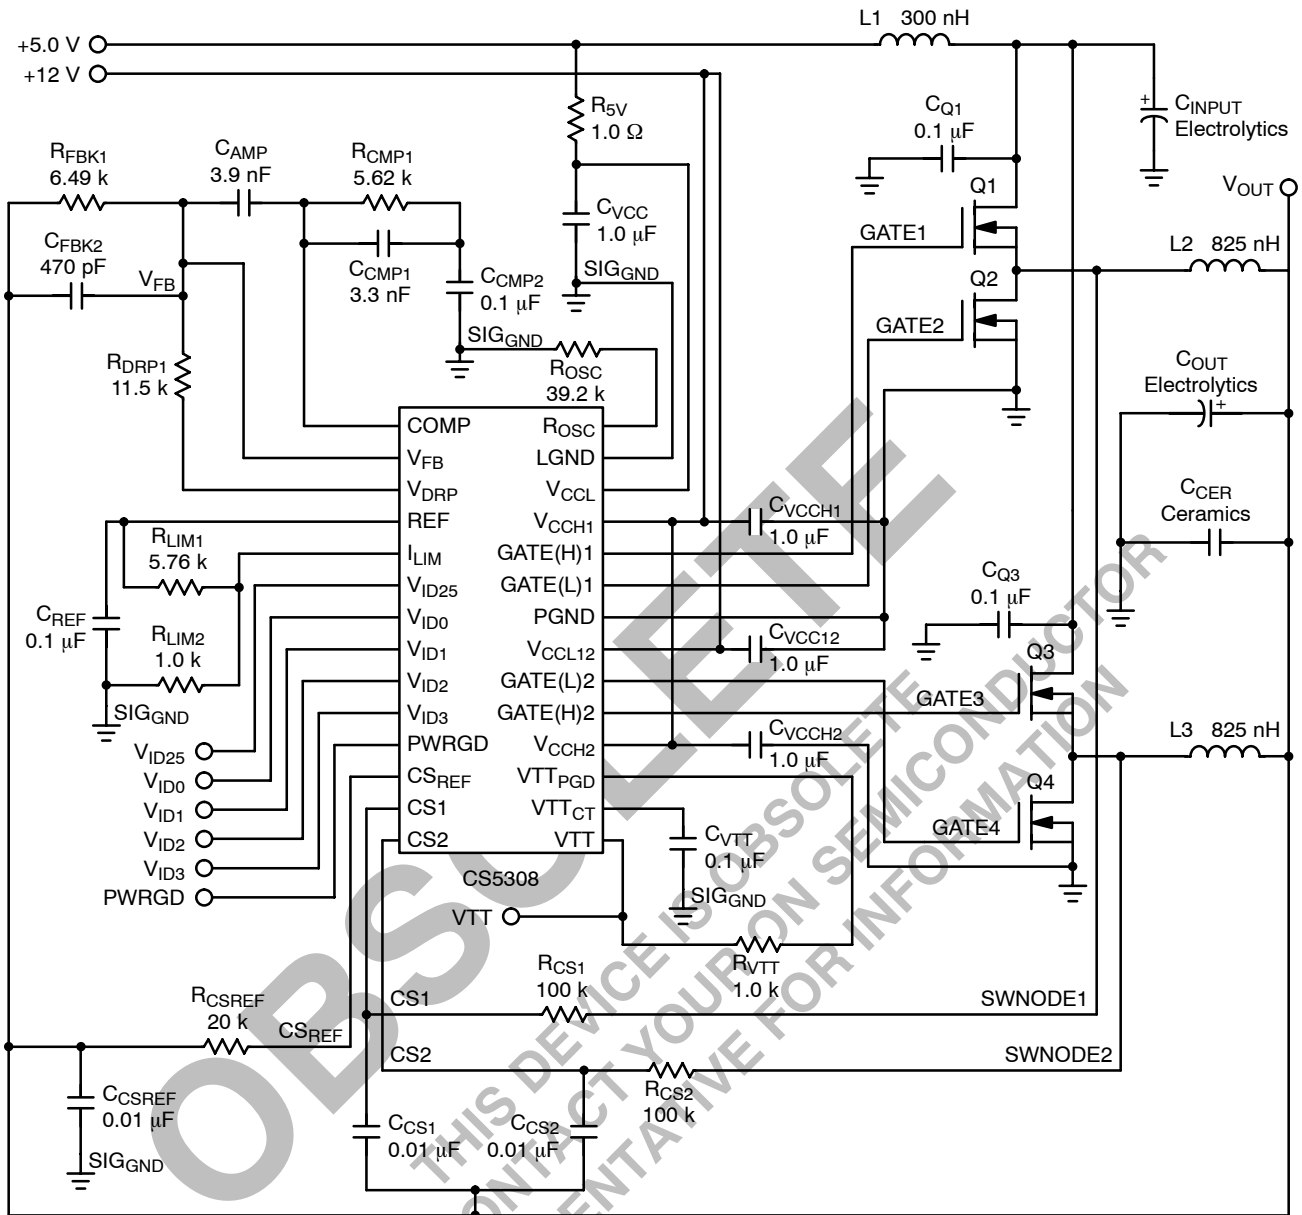 L1 300 nH
+5.0 V
+12 V
R5V
1.0 Ω
CQ1
0.1 μF
CINPUT
Electrolytics
RFBK1
6.49 k
CAMP
3.9 nF
RCMP1
5.62 k
Q1
VOUT
CVCC
1.0 μF
GATE1
L2 825 nH
CFBK2
470 pF
VFB
CCMP1
3.3 nF
CCMP2
0.1 μF
SIGGND
Q2
GATE2
SIGGND
RDRP1
11.5 k
ROSC
39.2 k
COUT
Electrolytics
COMP
VFB
VDRP
REF
ILIM
VID25
VID0
VID1
VID2
VID3
PWRGD
CSREF
CS1
CS2
ROSC
LGND
VCCL
VCCH1
GATE(H)1
GATE(L)1
PGND
VCCL12
GATE(L)2
GATE(H)2
VCCH2
VTTPGD
VTTCT
VTT
CS5308
CVCCH1
1.0 μF
CCER
Ceramics
RLIM1
5.76 k
CREF
0.1 μF
RLIM2
1.0 k
SIGGND
CQ3
0.1 μF
CVCC12
1.0 μF
Q3
GATE3
CVCCH2
1.0 μF
L3 825 nH
Q4
GATE4
VID25
VID0
VID1
VID2
VID3
PWRGD
CVTT
0.1 μF
SIGGND
VTT
RVTT
1.0 k
RCS1
100 k
CS1
SWNODE1
RCSREF
20 k
CSREF
CS2
SWNODE2
RCS2
100 k
CCSREF
0.01 μF
SIGGND
CCS1
0.01 μF
CCS2
0.01 μF
OBSOLETE
THIS DEVICE IS OBSOLETE
CONTACT YOUR ON SEMICONDUCTOR
FOR INFORMATION